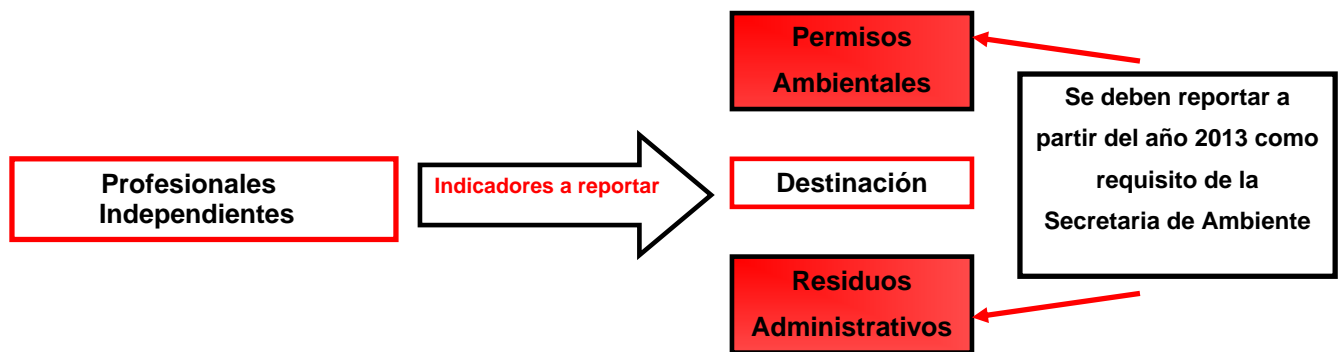 Profesionales
Independientes
Indicadores a reportar
Permisos
Ambientales
Destinación
Residuos
Administrativos
Se deben reportar a
partir del año 2013 como
requisito de la
Secretaria de Ambiente